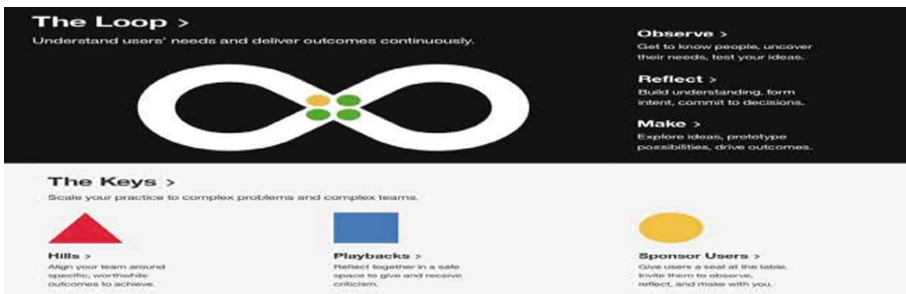 The Loop >
Understand users' needs and deliver outcomes continuously.
Observe >
Get to know people, uncover
their needs, test your ideas.
Reflect >
Build understanding, form
intent, commit to decisions.
Make >
Explore ideas, prototype
possibilities, drive outcomes.
The Keys >
Scale your practice to complex problems and complex teams.
Hills >
Align your team around
specific, worthwhile
outcomes to achieve.
Playbacks >
Reflect together in a safe
space to give and receive
criticism.
Sponsor Users >
Give users a seat at the table.
Invite them to observe,
reflect, and make with you.